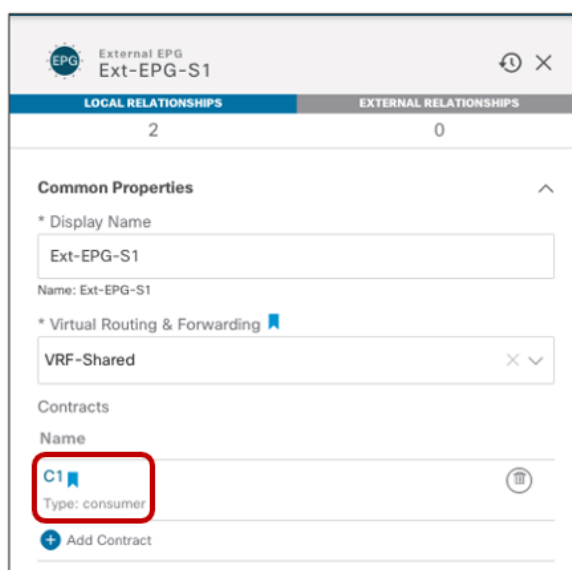 EPG
External EPG
Ext-EPG-S1
LOCAL RELATIONSHIPS
EXTERNAL RELATIONSHIPS
2
0
Common Properties
* Display Name
Ext-EPG-S1
Name: Ext-EPG-S1
* Virtual Routing & Forwarding
VRF-Shared
Contracts
Name
C1
Type: consumer
Add Contract